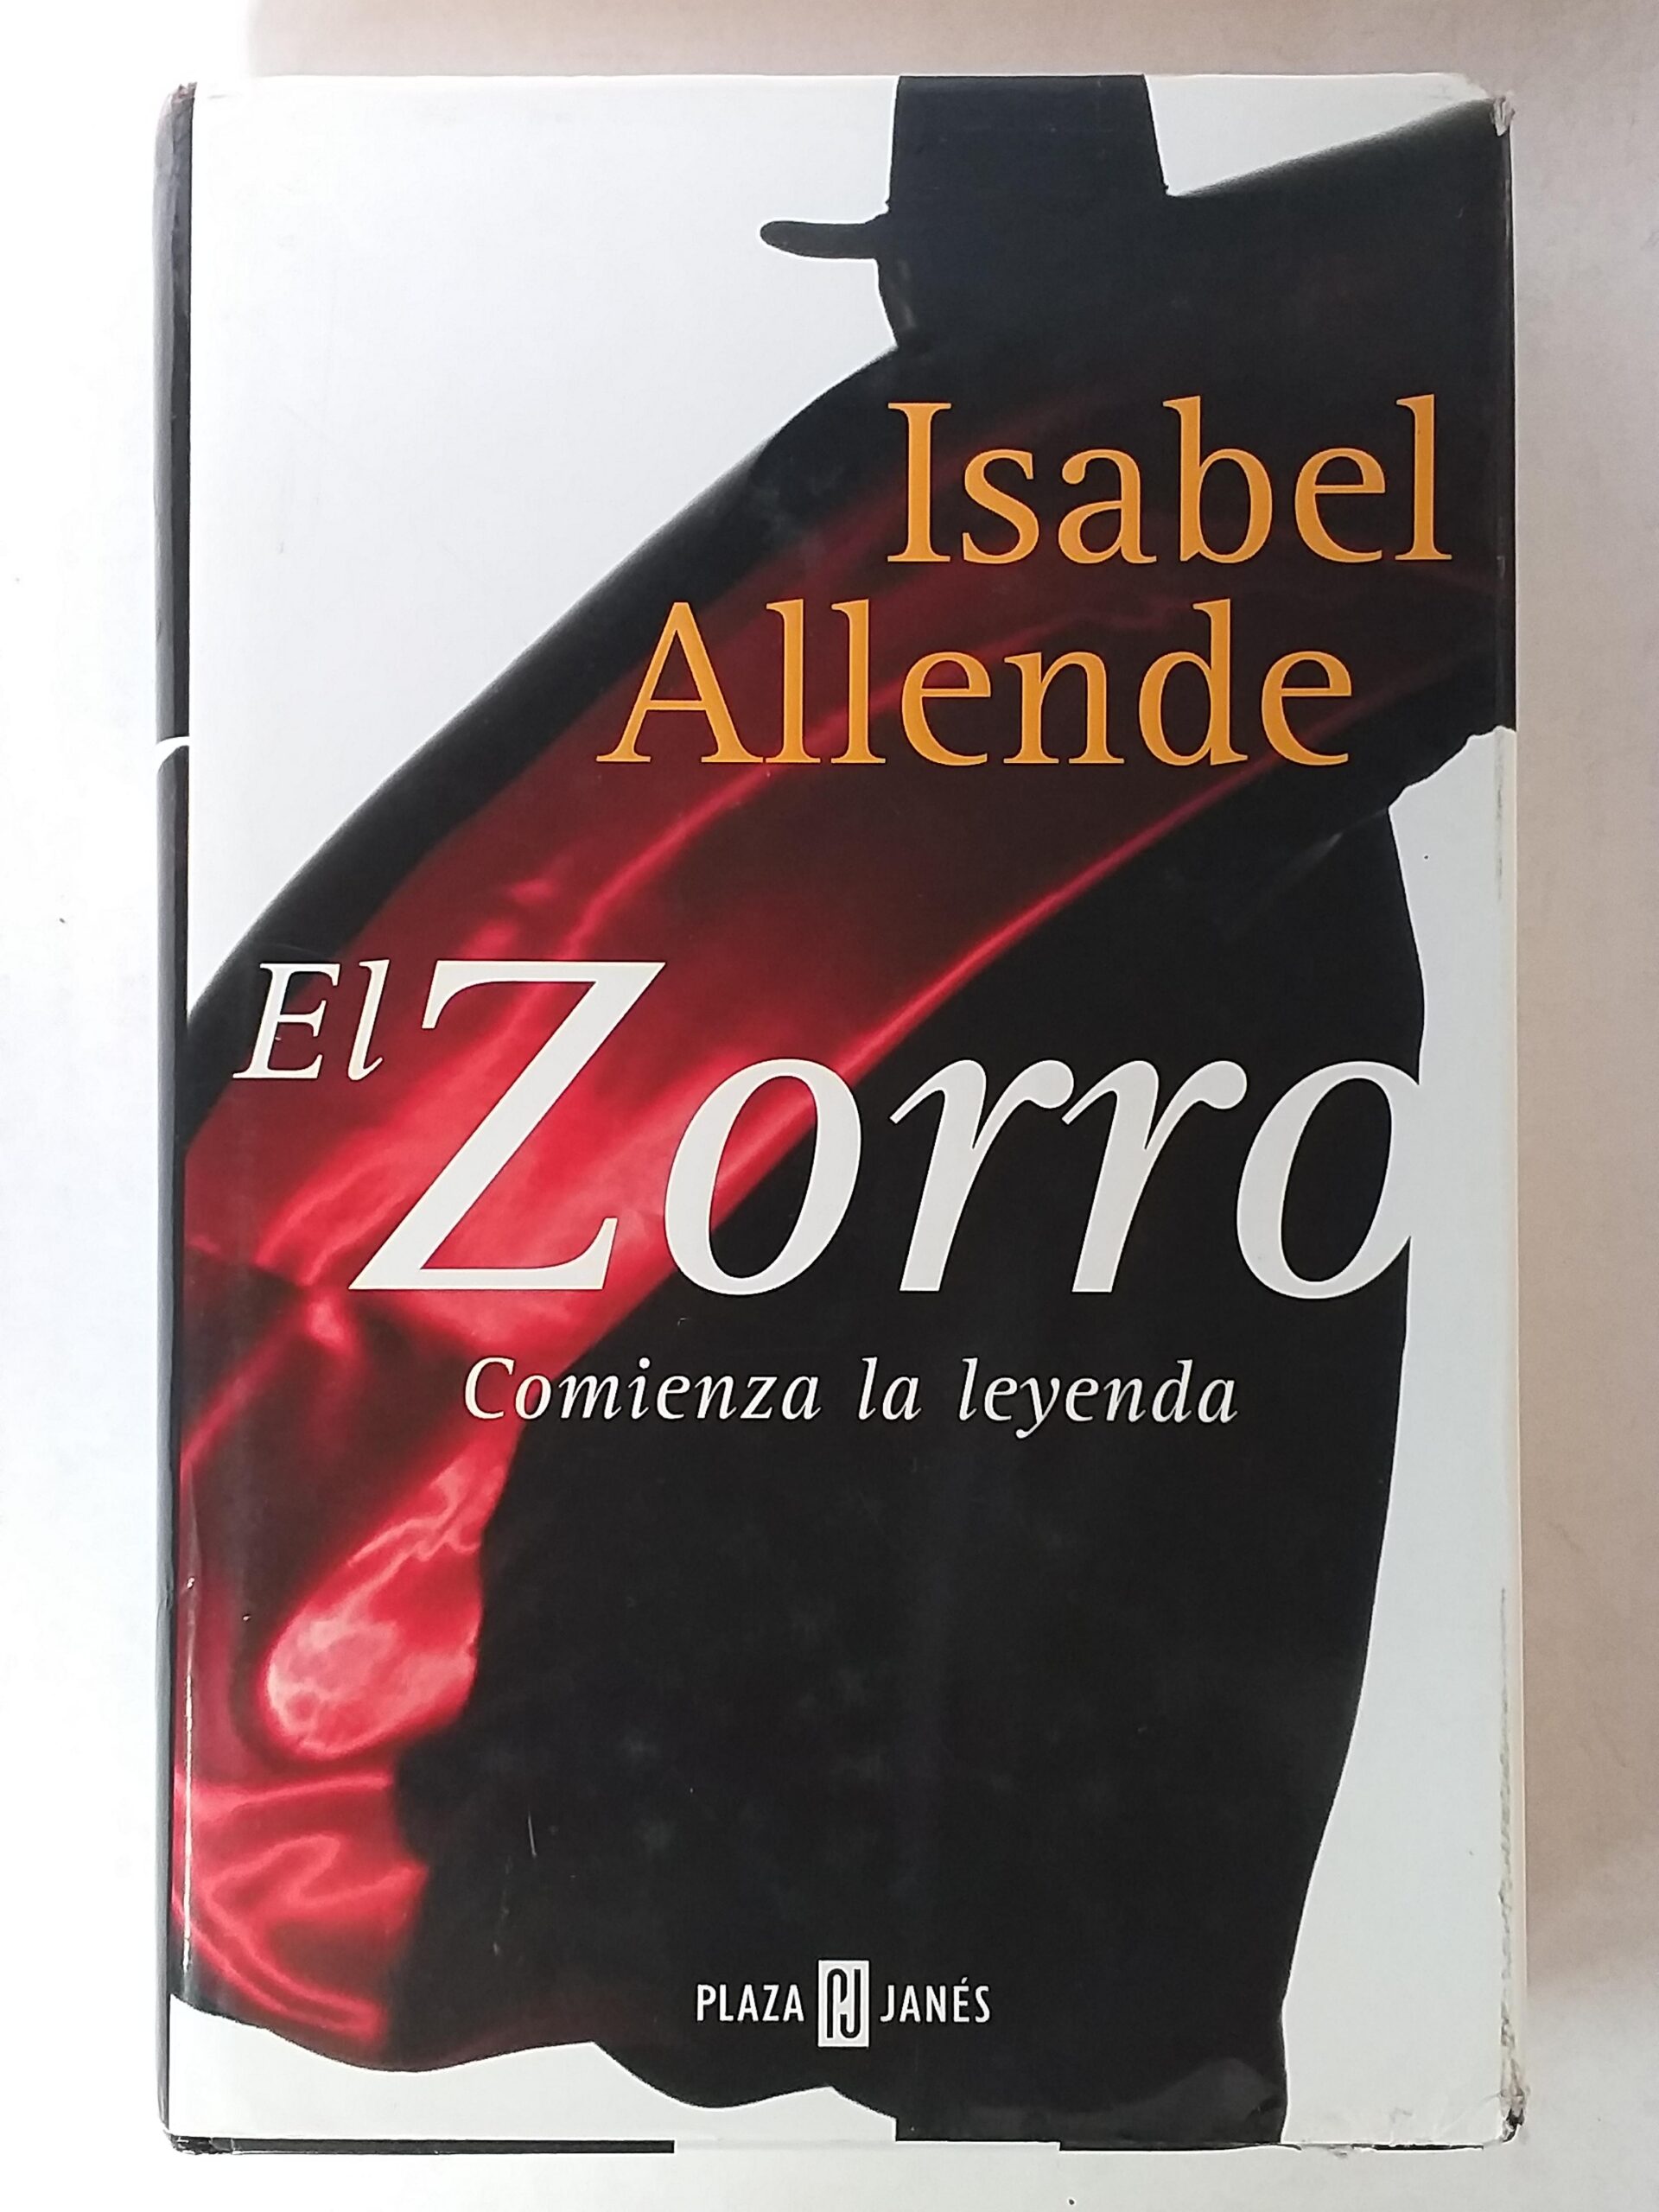 Isabel
Allende
El Zorro
Comienza la leyenda
PLAZA PJ JANÉS